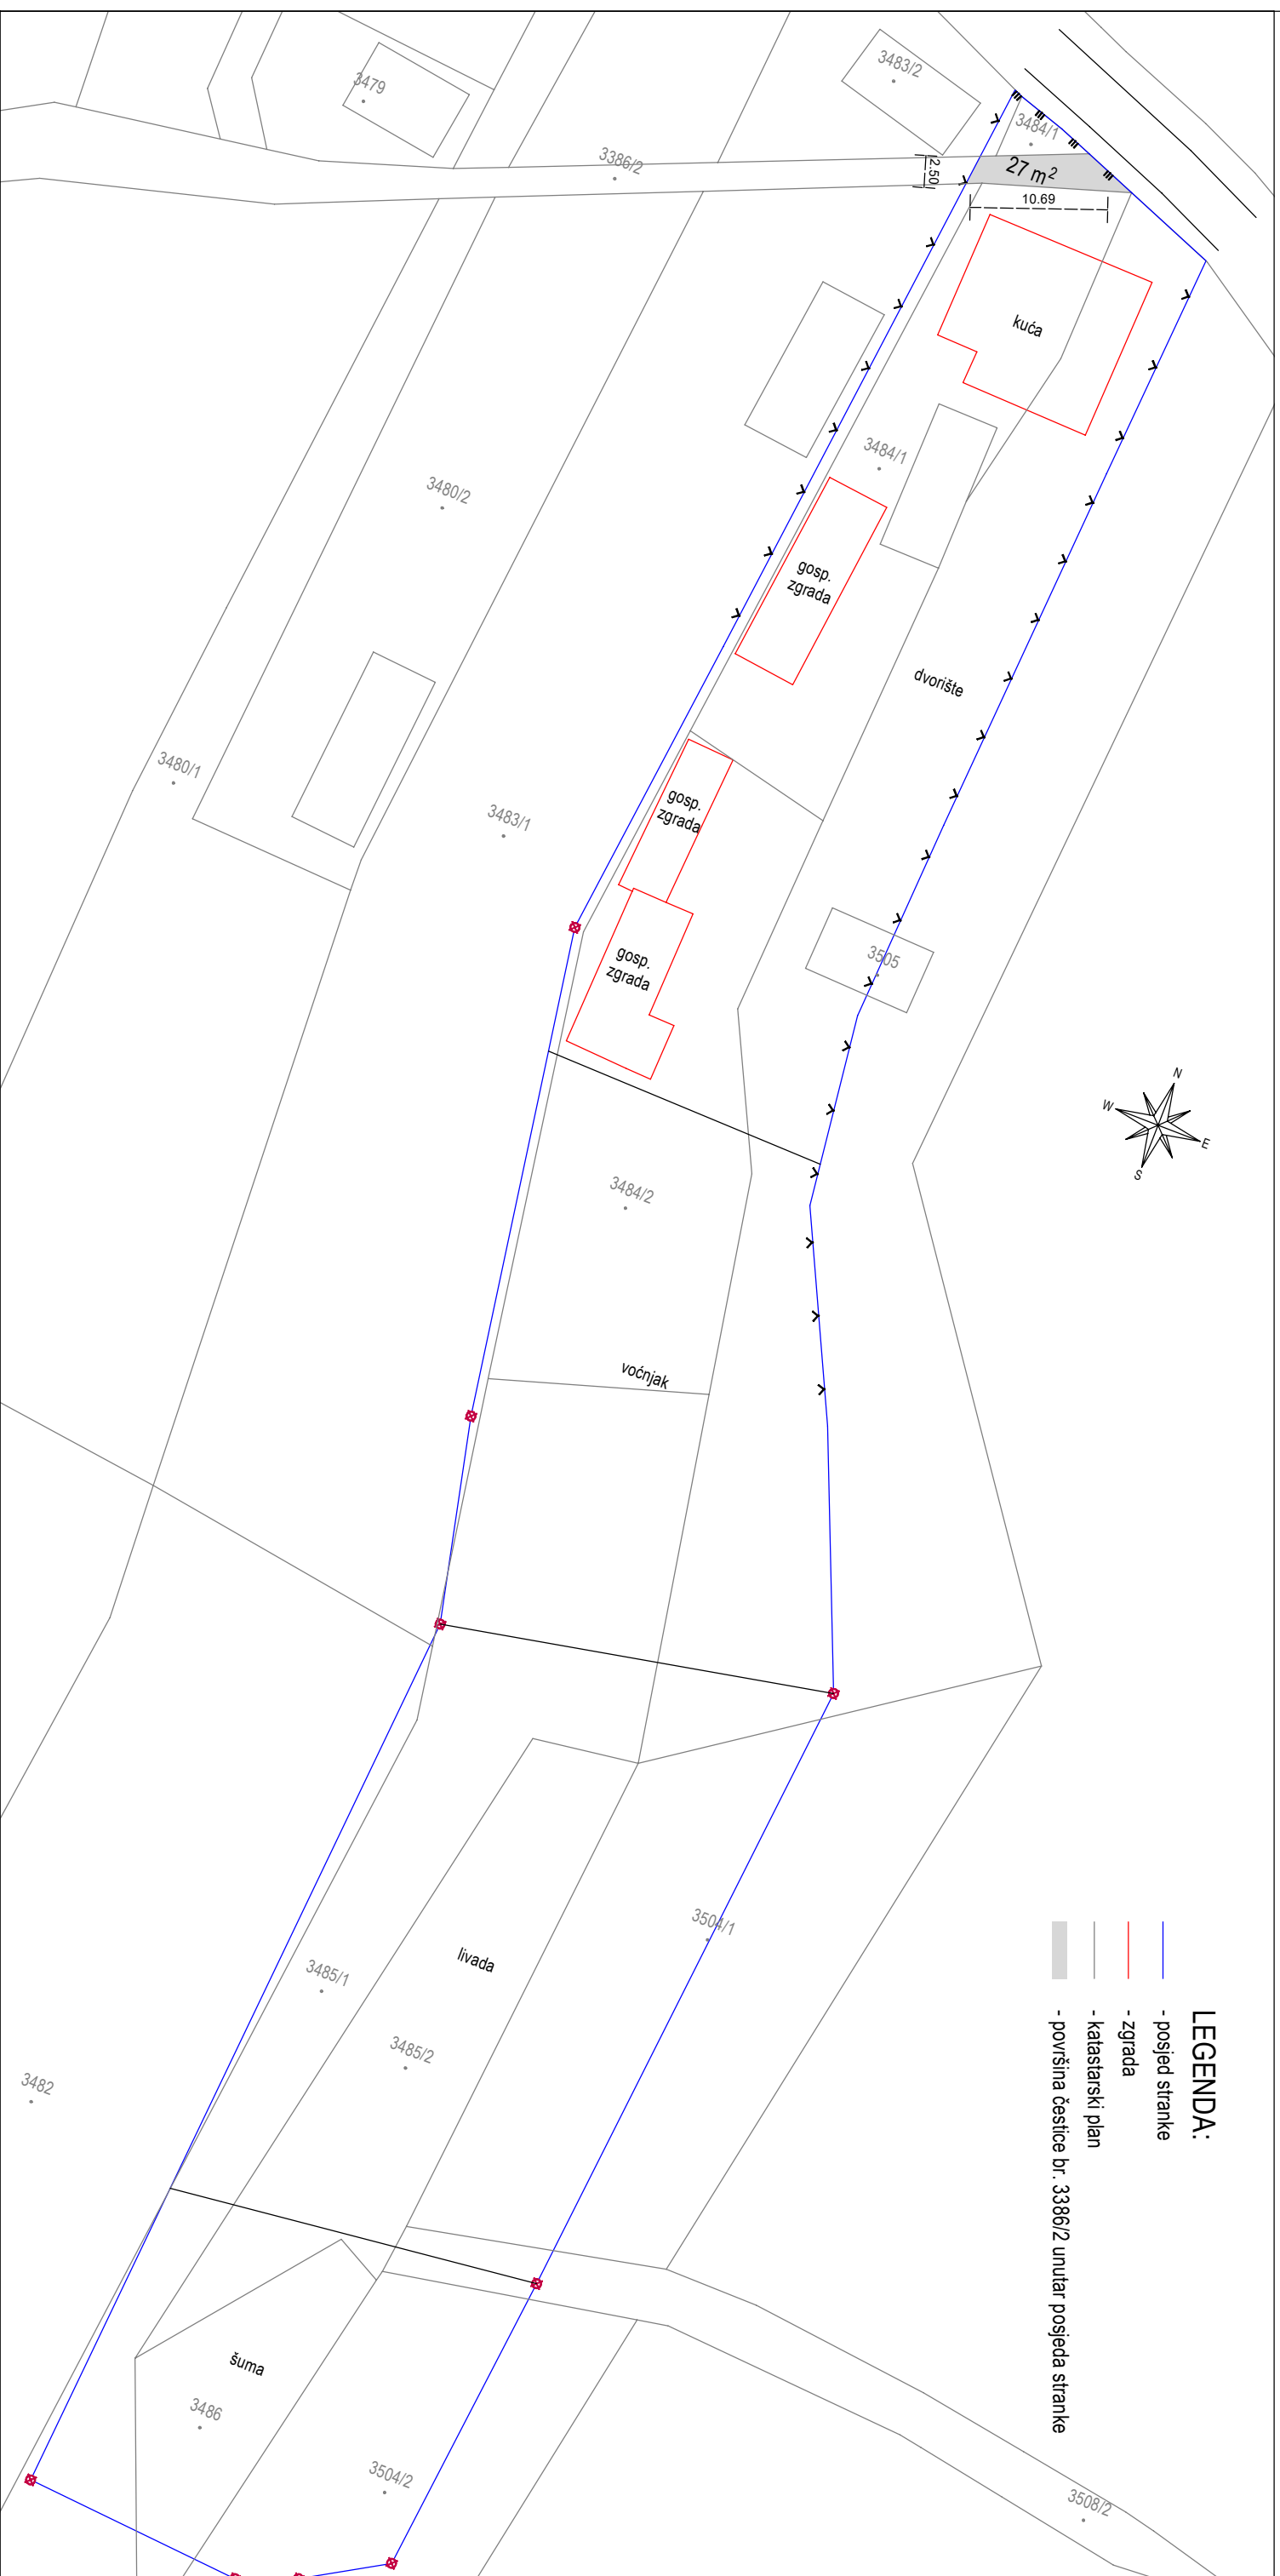 3479
3483/2
3484/1
3386/2
2.50
27 m²
10.69
kuća
3484/1
3480/2
gosp.
zgrada
dvorište
3480/1
gosp.
zgrada
3483/1
gosp.
zgrada
3505
N
W
E
S
3484/2
voćnjak
3504/1
livada
3485/1
3485/2
3482
LEGENDA:
- posjed stranke
- zgrada
- katastarski plan
- površina čestice br. 3386/2 unutar posjeda stranke
šuma
3486
3504/2
3508/2